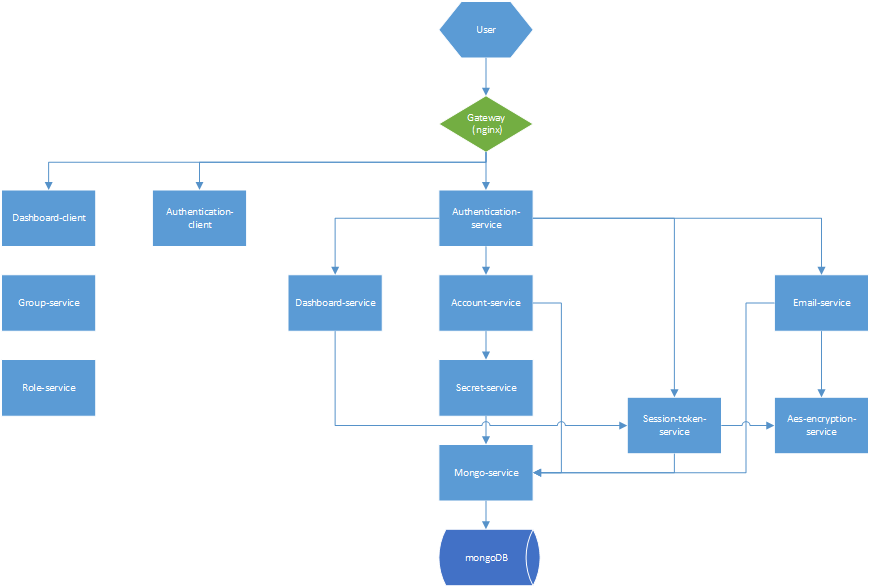 User
Gateway
(nginx)
Dashboard-client
Authentication-
client
Authentication-
service
Group-service
Dashboard-service
Account-service
Email-service
Role-service
Secret-service
Session-token-
service
Aes-encryption-
service
Mongo-service
mongoDB